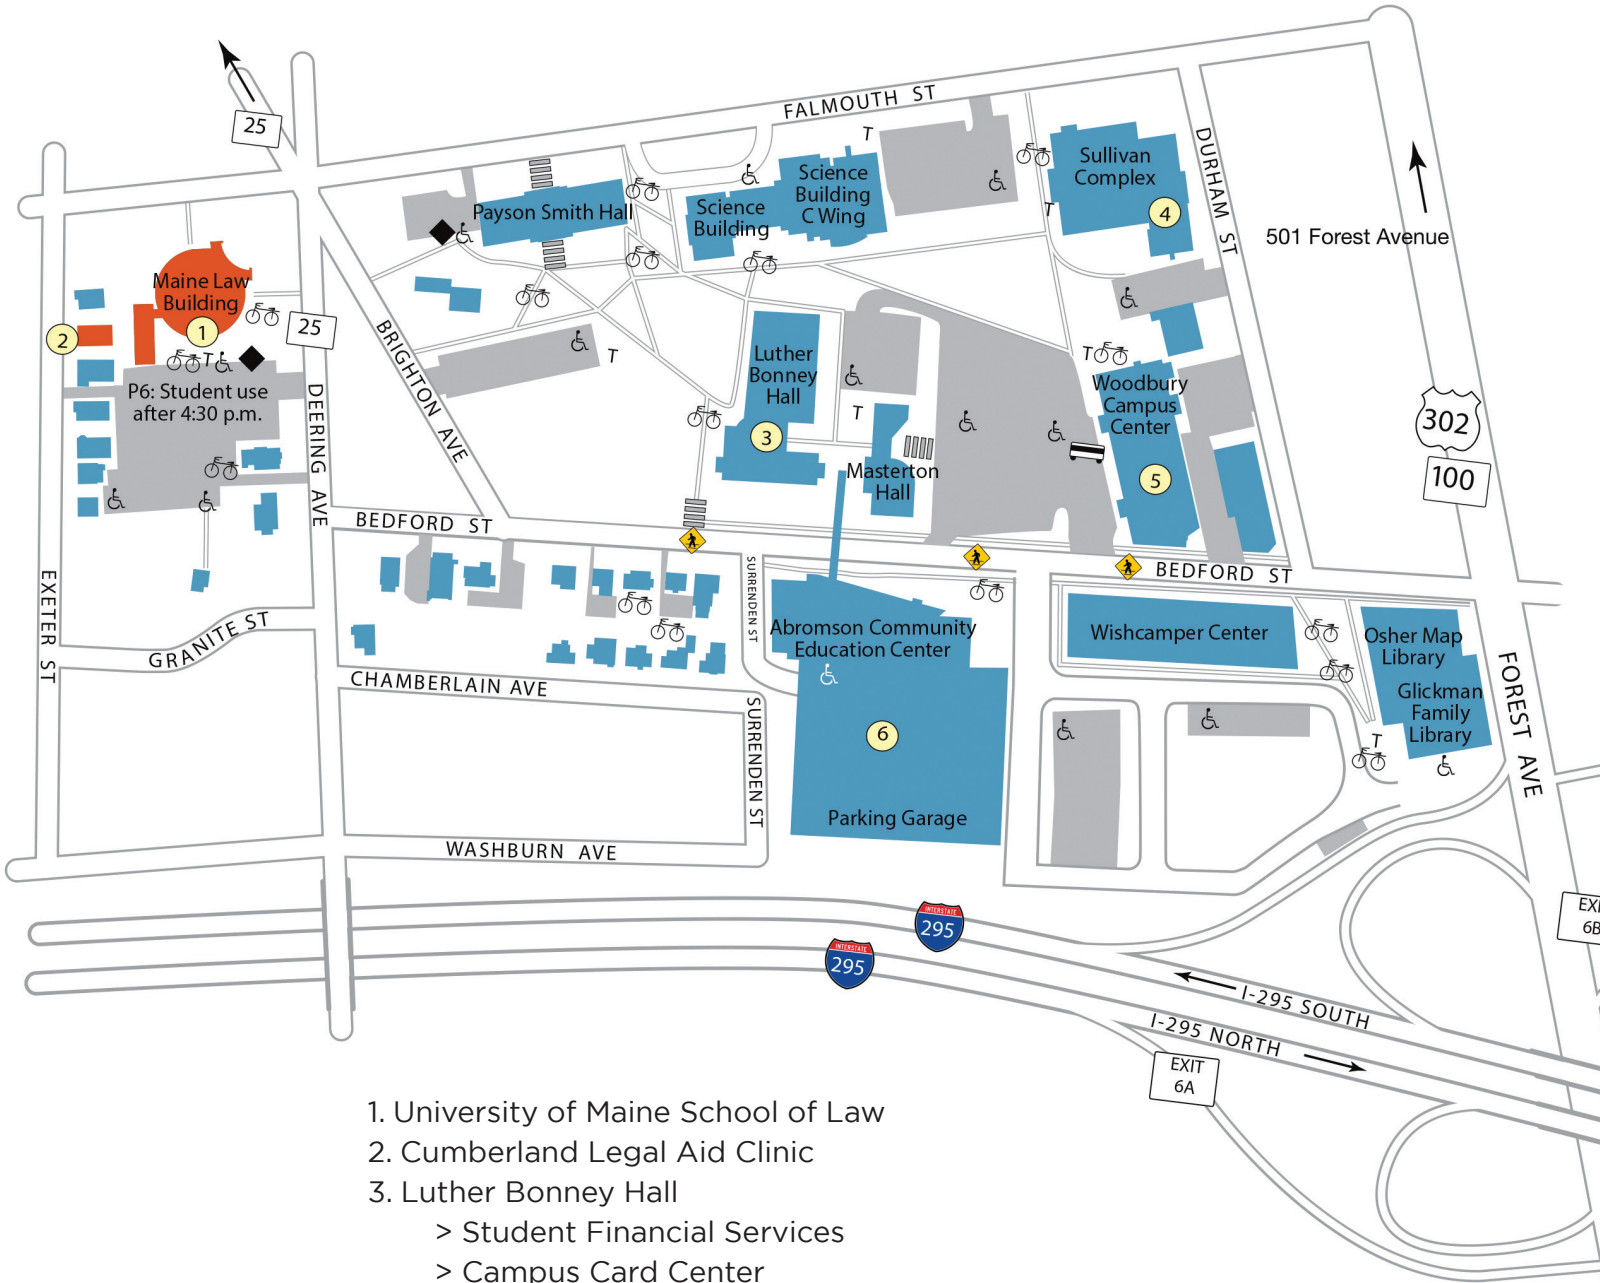 FALMOUTH ST
25
T
Sullivan
Complex
4
DURHAM ST
Science
Building
C Wing
Payson Smith Hall
Science
Building
T
501 Forest Avenue
Maine Law
Building
1
2
25
T
P6: Student use
after 4:30 p.m.
BRIGHTON AVE
DEERING AVE
T
Luther
Bonney
Hall
3
T
T
Woodbury
Campus
Center
5
Masterton
Hall
302
100
BEDFORD ST
BEDFORD ST
EXETER ST
GRANITE ST
SURRENDEN ST
Abromson Community
Education Center
Wishcamper Center
Osher Map
Library
Glickman
Family
Library
T
FOREST AVE
CHAMBERLAIN AVE
SURRENDEN ST
6
Parking Garage
WASHBURN AVE
INTERSTATE
295
INTERSTATE
295
6B
I-295 SOUTH
I-295 NORTH
EXIT
6A
1. University of Maine School of Law
2. Cumberland Legal Aid Clinic
3. Luther Bonney Hall
> Student Financial Services
> Campus Card Center